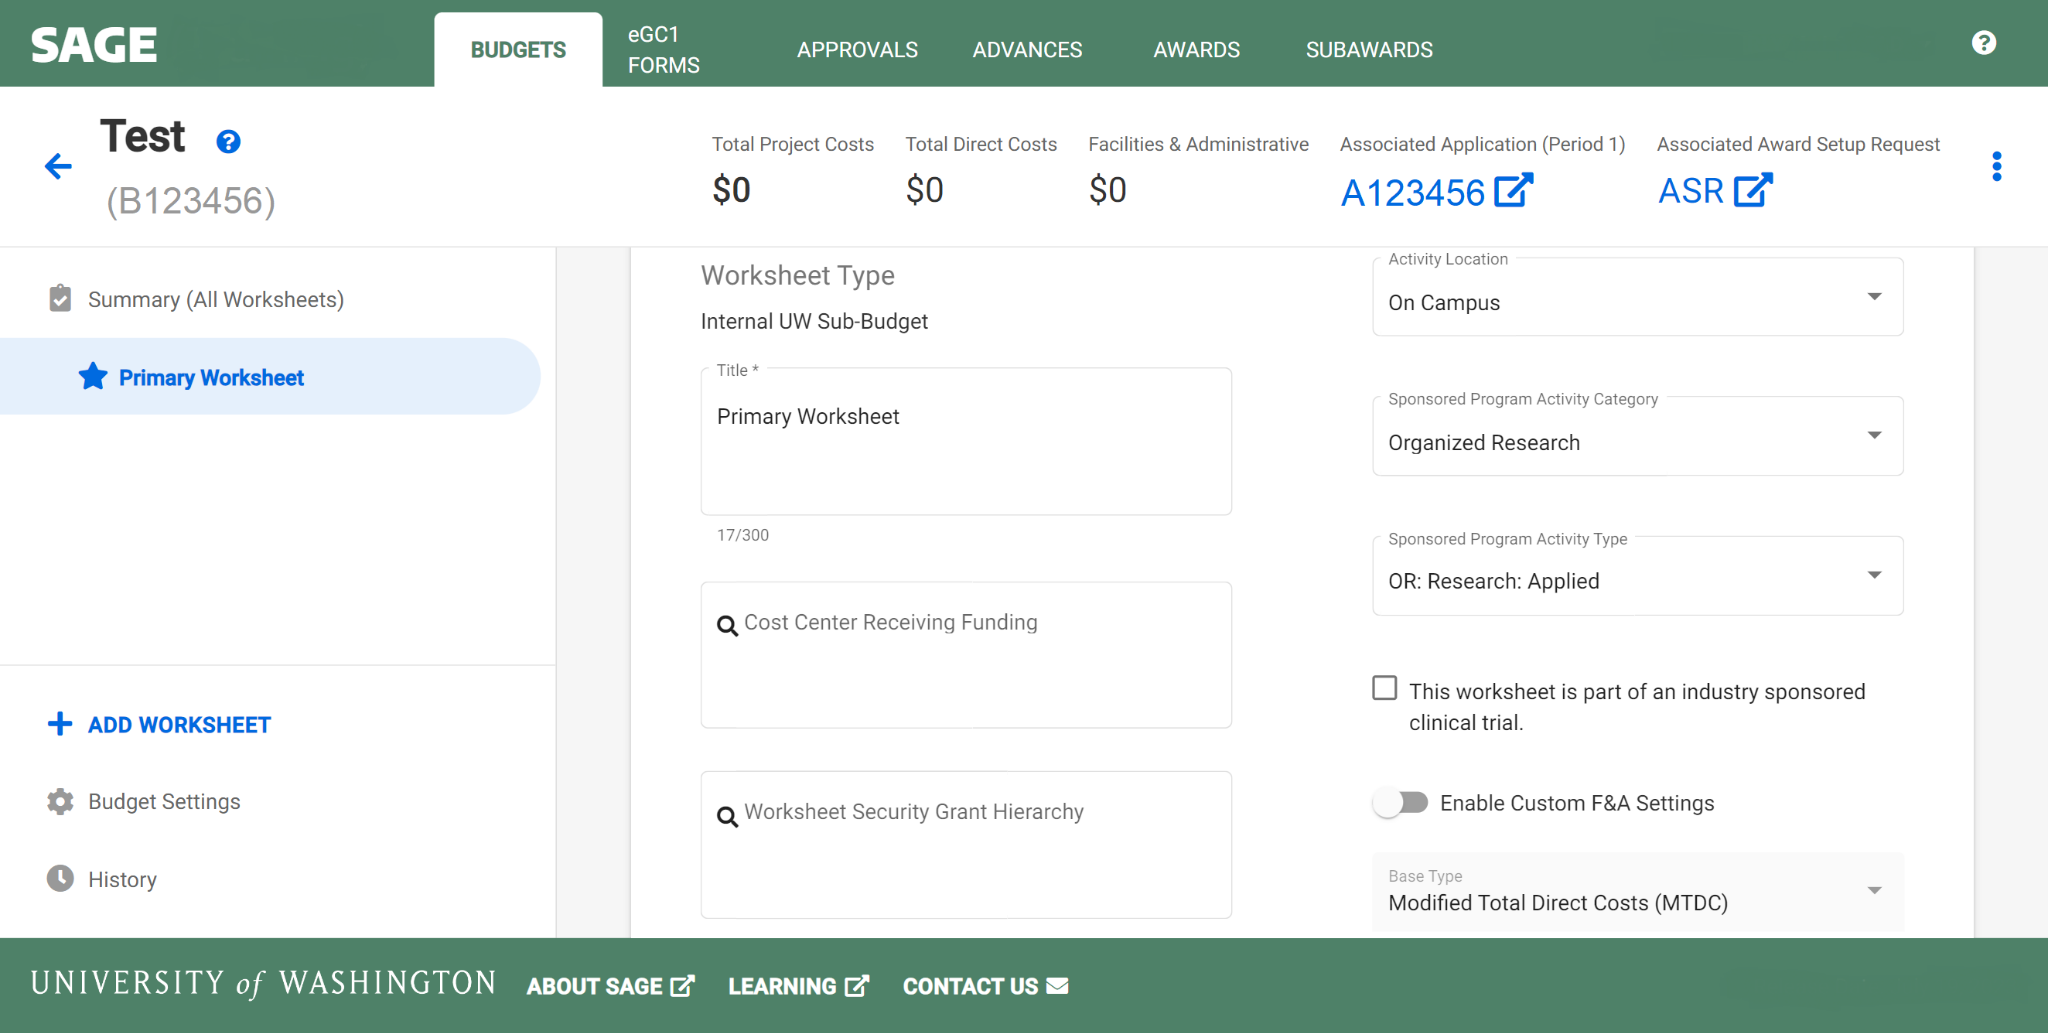 SAGE
BUDGETS
eGC1
FORMS
APPROVALS
ADVANCES
AWARDS
SUBAWARDS
Test
(B123456)
Total Project Costs
$0
Total Direct Costs
$0
Facilities & Administrative
$0
Associated Application (Period 1)
A123456
Associated Award Setup Request
ASR
Summary (All Worksheets)
Primary Worksheet
ADD WORKSHEET
Budget Settings
History
Worksheet Type
Internal UW Sub-Budget
Title *
Primary Worksheet
17/300
Cost Center Receiving Funding
Worksheet Security Grant Hierarchy
Activity Location
On Campus
Sponsored Program Activity Category
Organized Research
Sponsored Program Activity Type
OR: Research: Applied
This worksheet is part of an industry sponsored
clinical trial.
Enable Custom F&A Settings
Base Type
Modified Total Direct Costs (MTDC)
UNIVERSITY of WASHINGTON
ABOUT SAGE
LEARNING
CONTACT US